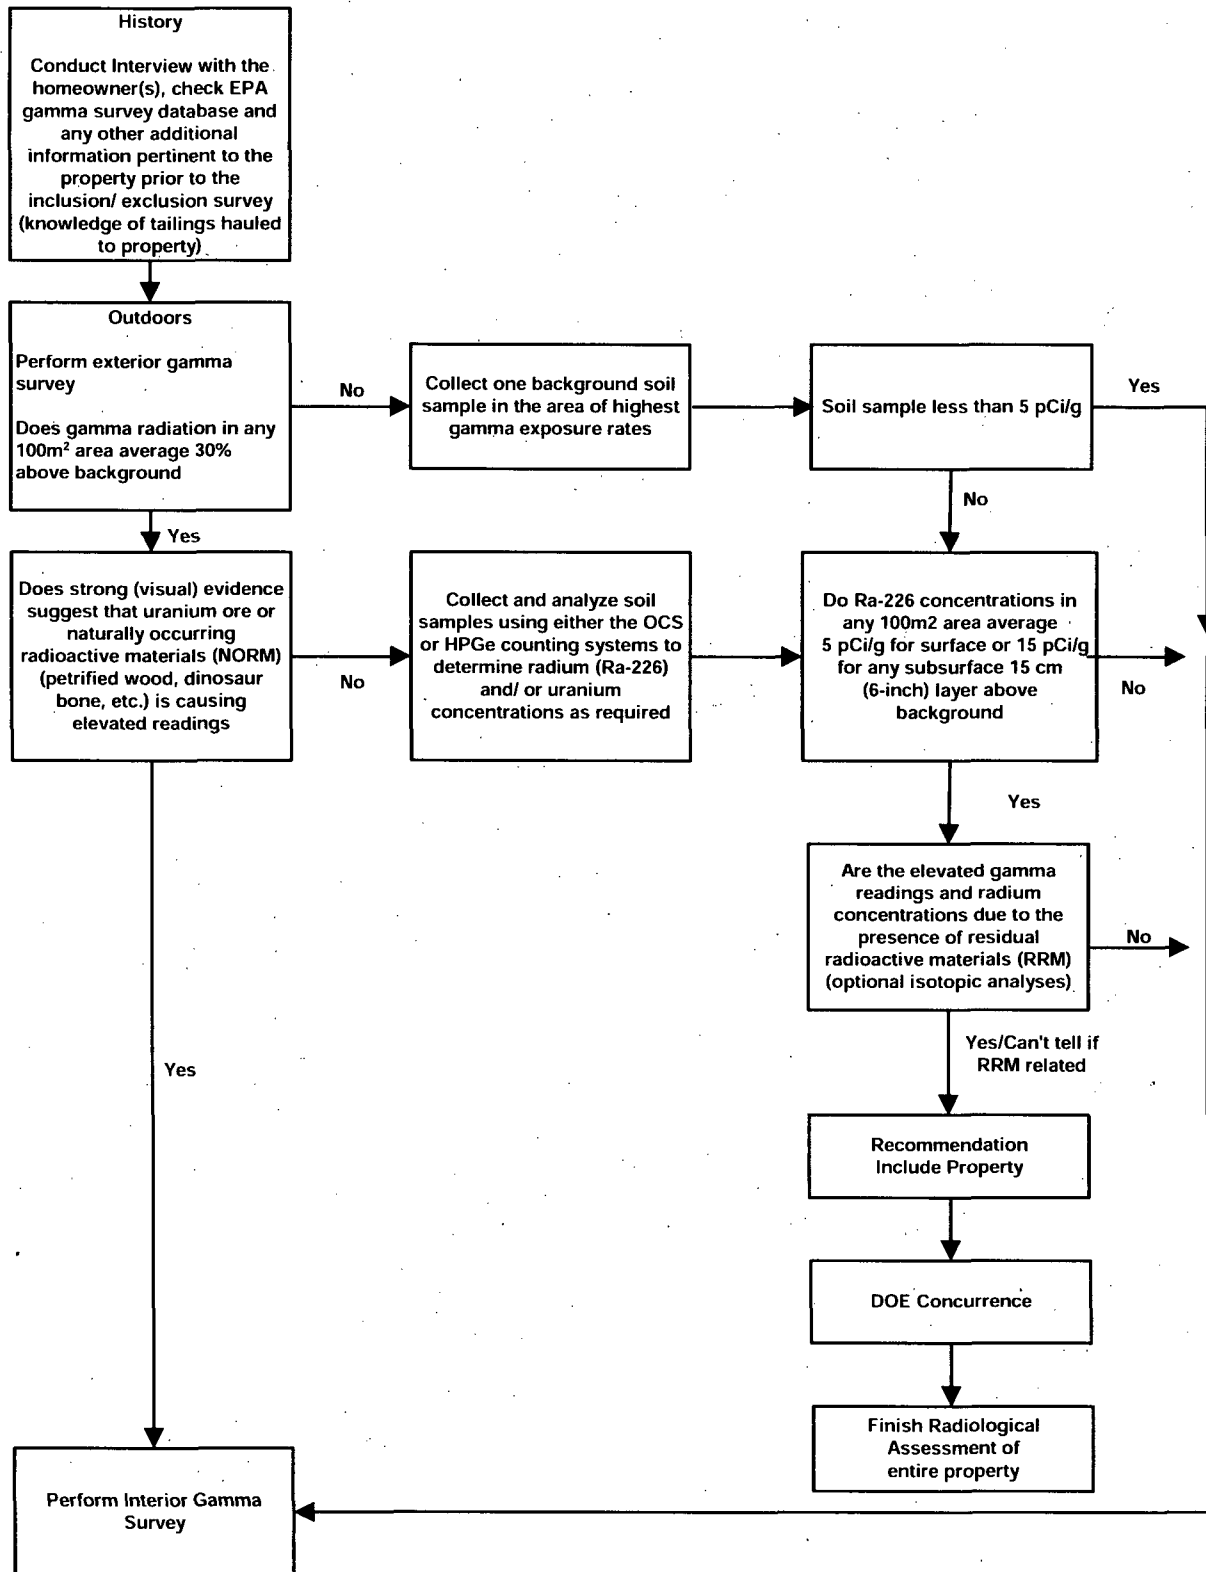 History
Conduct Interview with the
homeowner(s), check EPA
gamma survey database and
any other additional
information pertinent to the
property prior to the
inclusion/ exclusion survey
(knowledge of tailings hauled
to property)
Outdoors
Perform exterior gamma
survey
Does gamma radiation in any
100m² area average 30%
above background
No
Collect one background soil
sample in the area of highest
gamma exposure rates
Soil sample less than 5 pCi/g
Yes
No
Yes
Does strong (visual) evidence
suggest that uranium ore or
naturally occurring
radioactive materials (NORM)
(petrified wood, dinosaur
bone, etc.) is causing
elevated readings
No
Collect and analyze soil
samples using either the OCS
or HPGe counting systems to
determine radium (Ra-226)
and/ or uranium
concentrations as required
Do Ra-226 concentrations in
any 100m2 area average
5 pCi/g for surface or 15 pCi/g
for any subsurface 15 cm
(6-inch) layer above
background
No
Yes
Are the elevated gamma
readings and radium
concentrations due to the
presence of residual
radioactive materials (RRM)
(optional isotopic analyses)
No
Yes/Can't tell if
RRM related
Yes
Recommendation
Include Property
DOE Concurrence
Finish Radiological
Assessment of
entire property
Perform Interior Gamma
Survey